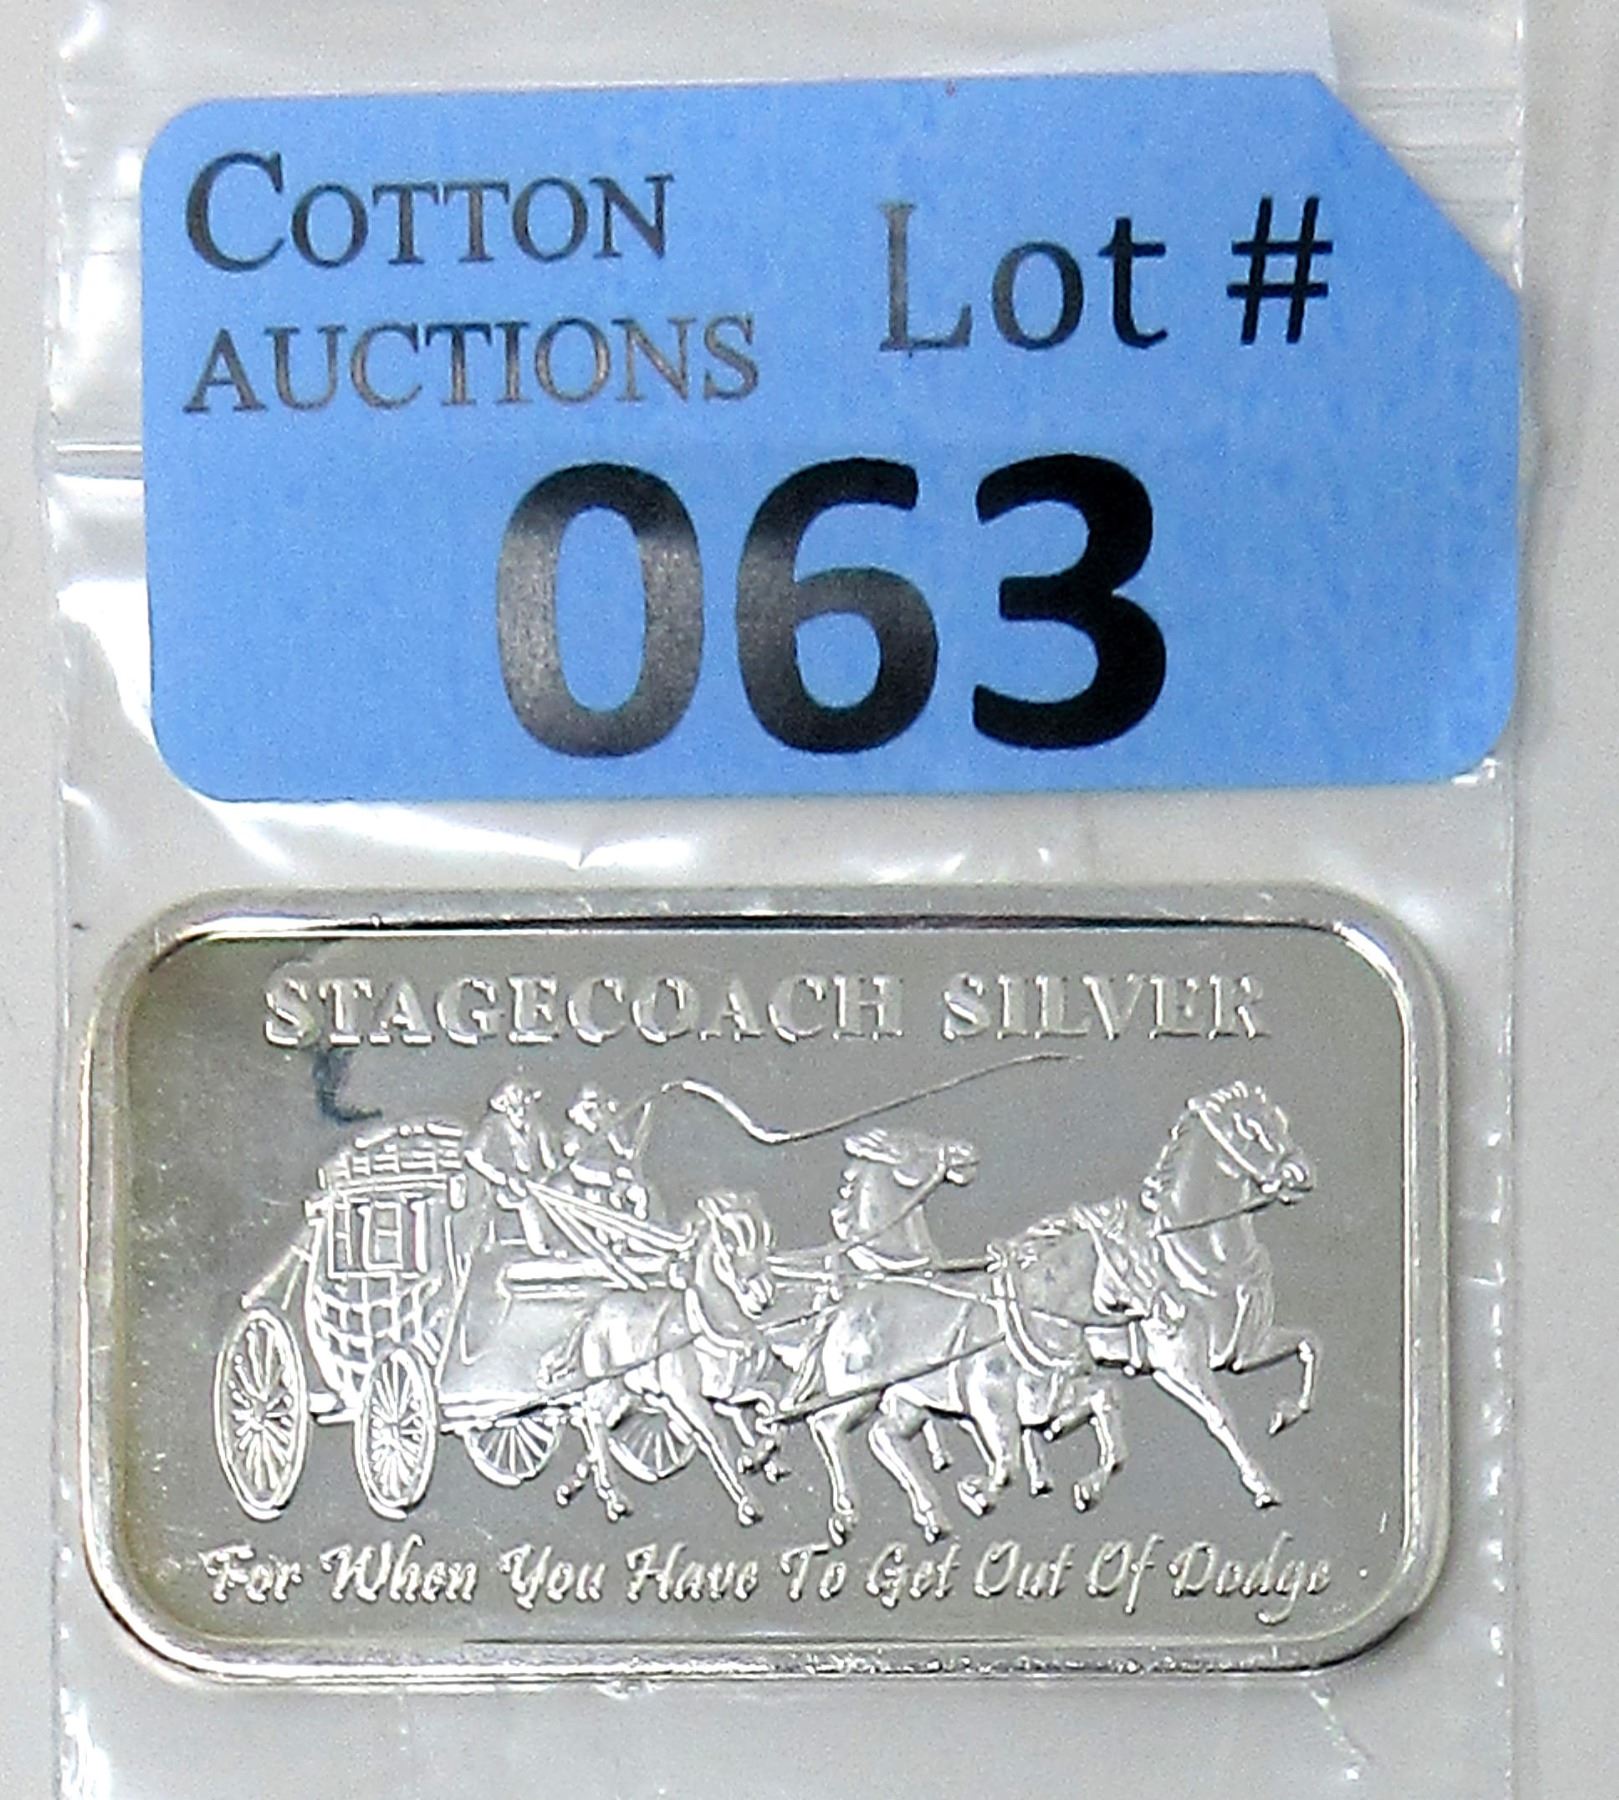 COTTON
AUCTIONS
Lot #
063
STAGECOACH SILVER
For When You Have To Get Out Of Dodge